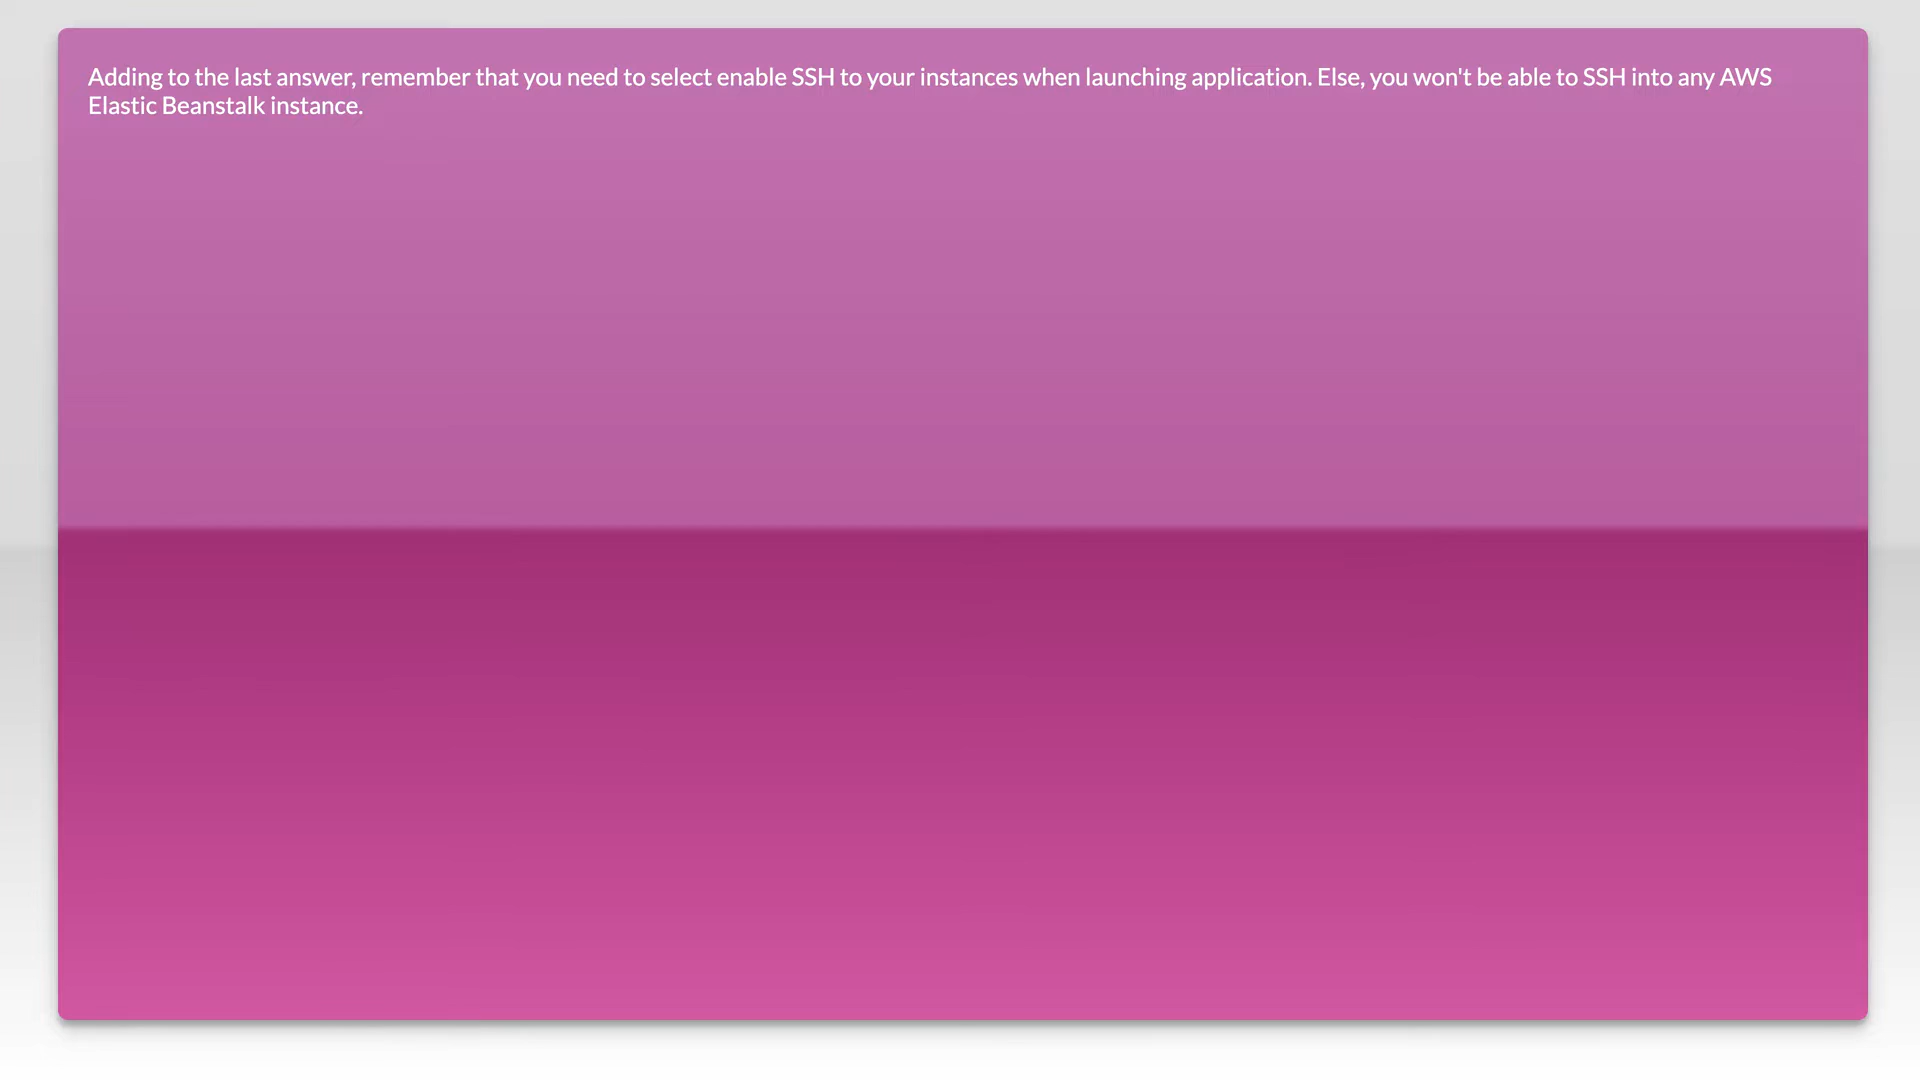 Adding to the last answer, remember that you need to select enable SSH to your instances when launching application. Else, you won't be able to SSH into any AWS
Elastic Beanstalk instance.